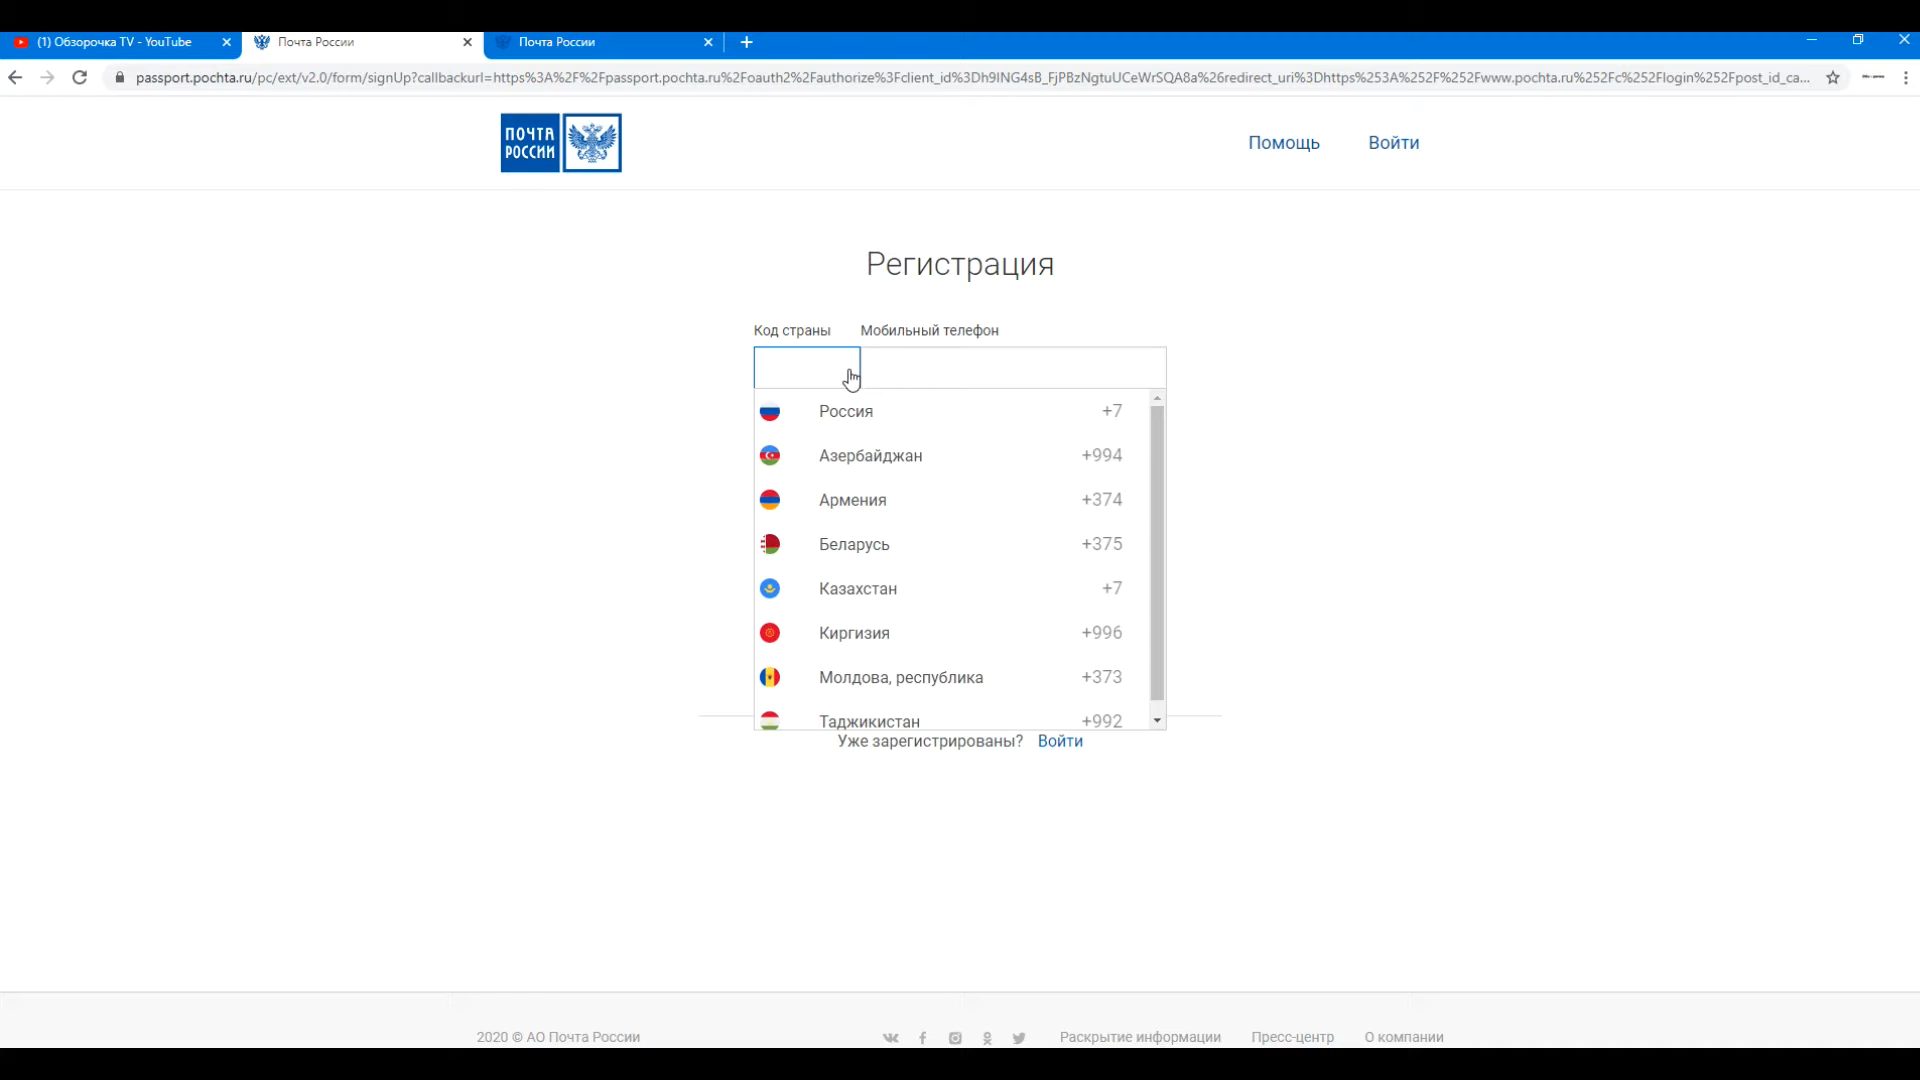 (1) Обзорочка TV - YouTube
Почта России
Почта России
passport.pochta.ru/pc/ext/v2.0/form/signUp?callbackurl=https%3A%2F%2Fpassport.pochta.ru%2Foauth2%2Fauthorize%3Fclient_id%3Dh9ING4sB_FjPBzNgtuUCeWrSQA8a%26redirect_uri%3Dhttps%253A%252F%252Fwww.pochta.ru%252Fc%252Flogin%252Fpost_id_ca...
ПОЧТА
РОССИИ
Помощь
Войти
Регистрация
Код страны
Мобильный телефон
Россия +7
Азербайджан +994
Армения +374
Беларусь +375
Казахстан +7
Киргизия +996
Молдова, республика +373
Таджикистан +992
Уже зарегистрированы? Войти
2020 © АО Почта России
Раскрытие информации
Пресс-центр
О компании